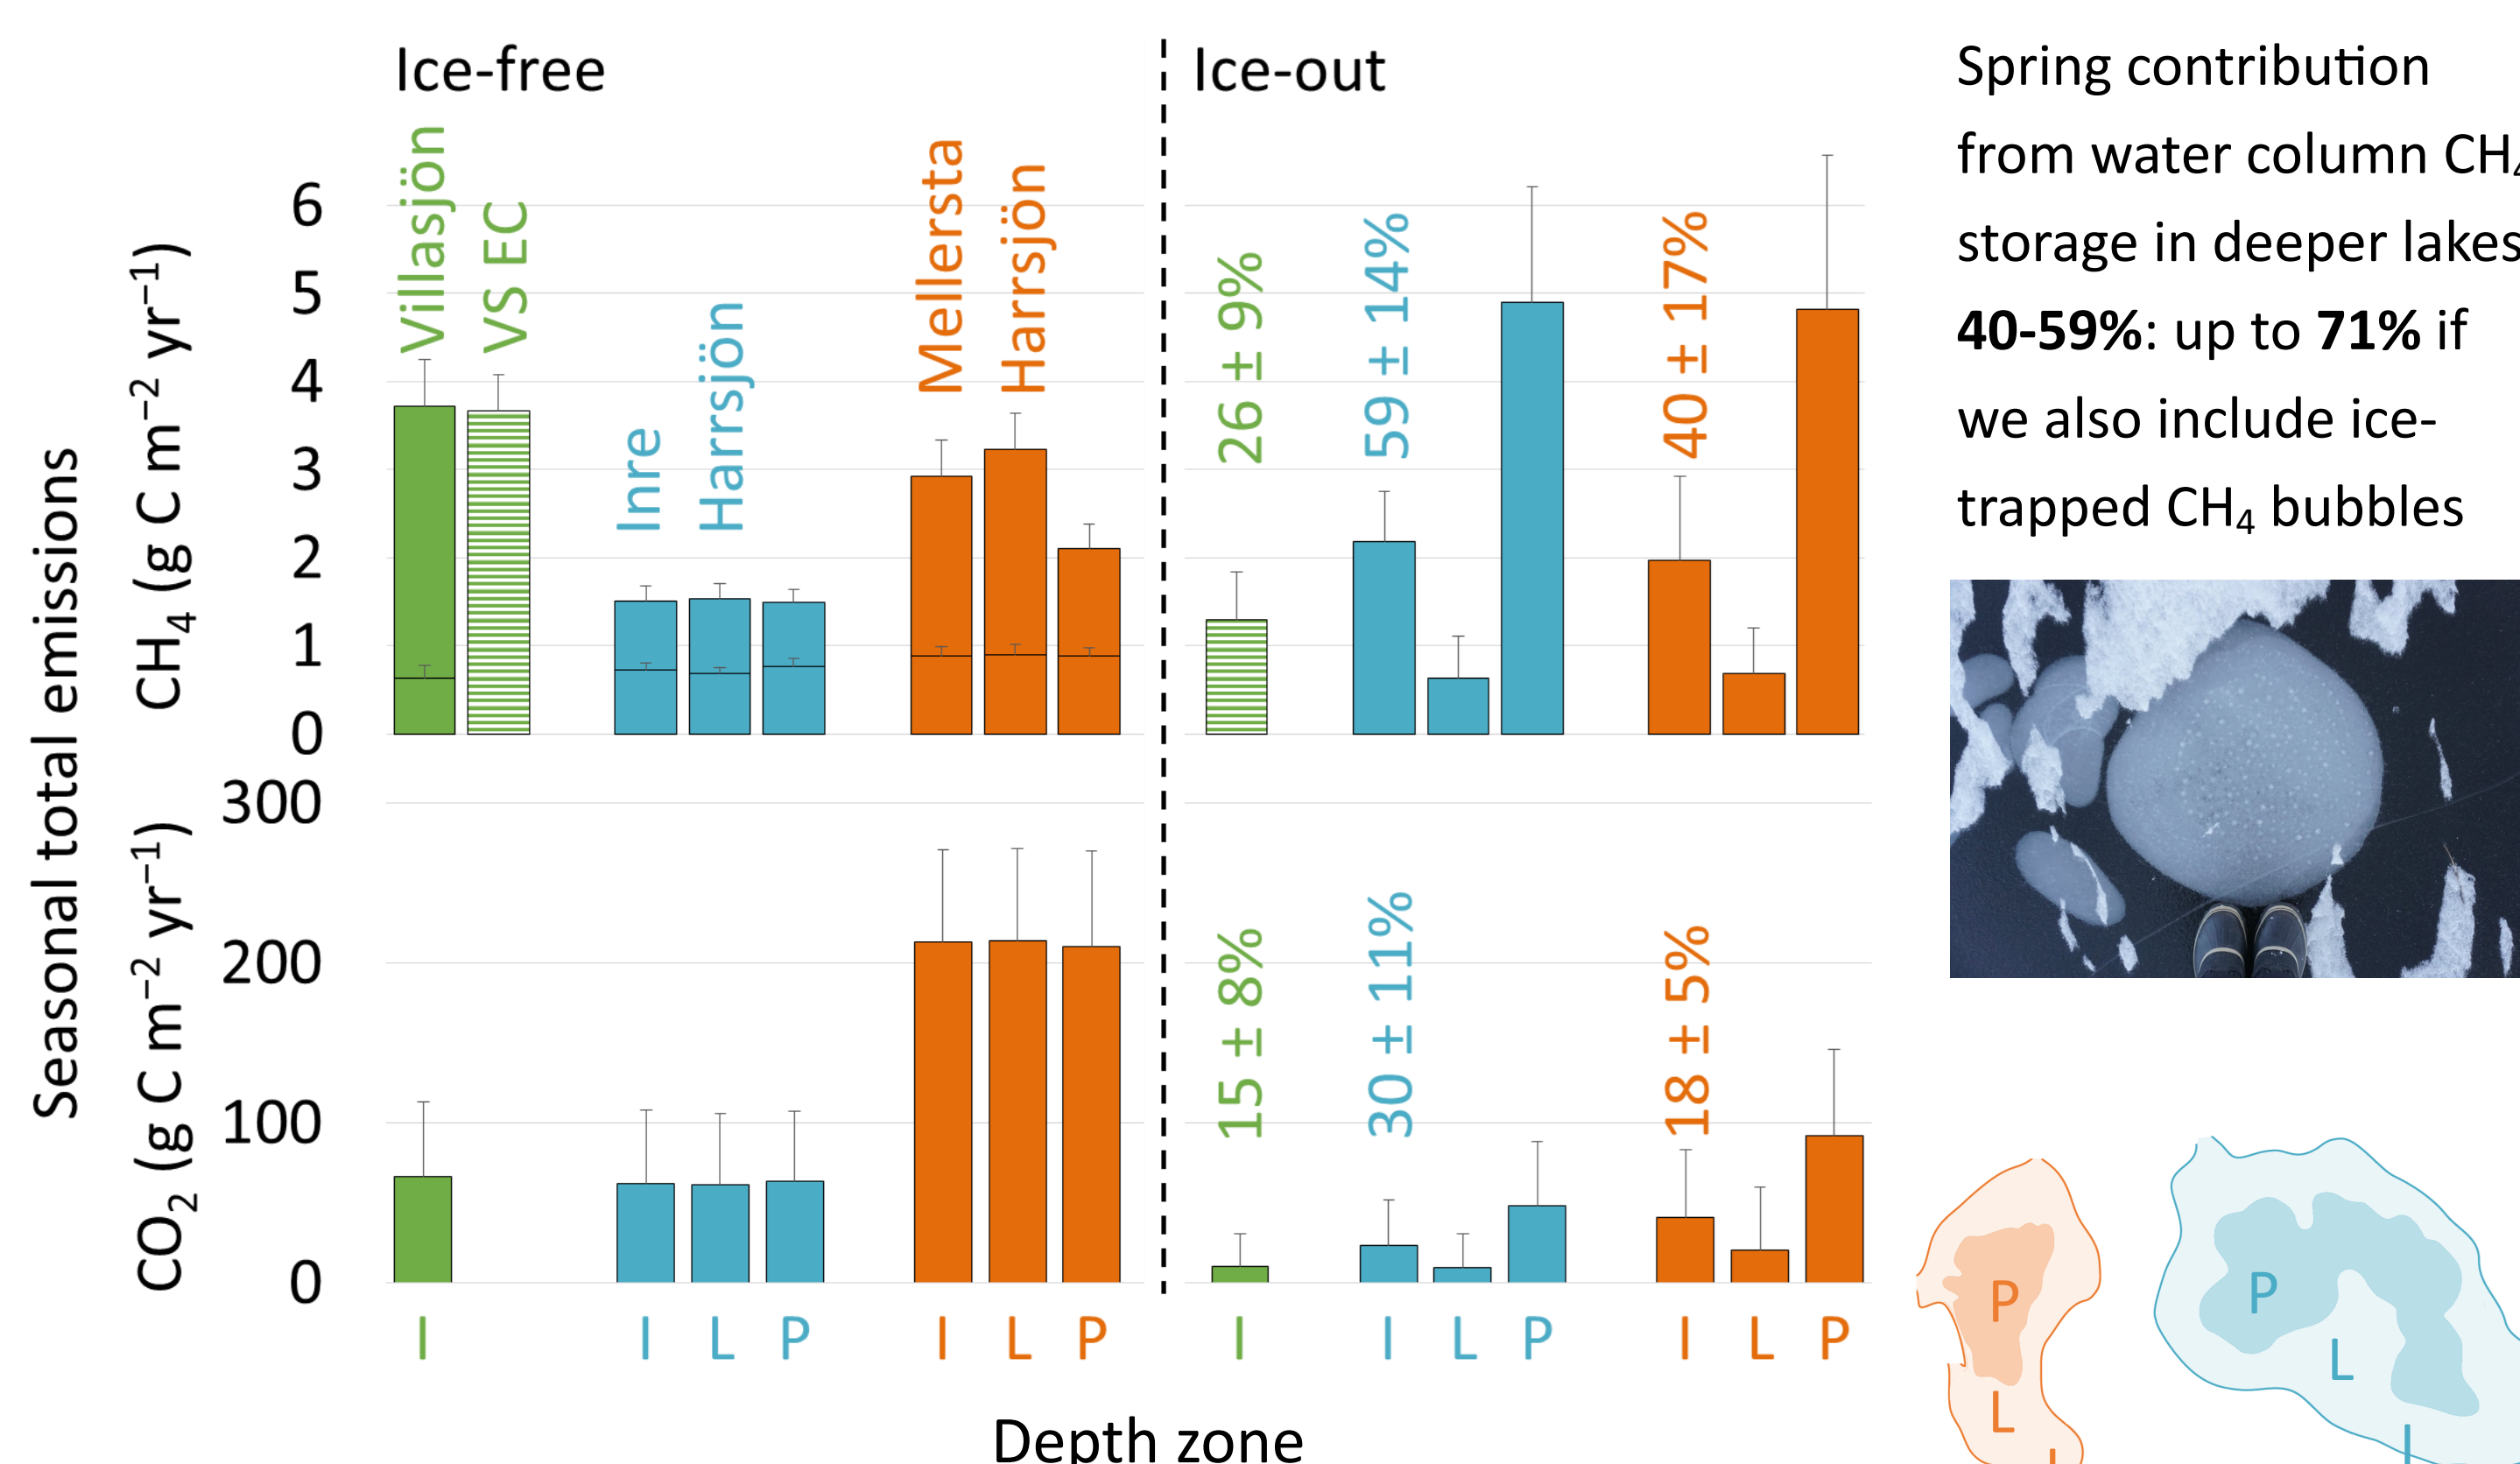 Ice-free
Ice-out
Spring contribution
from water column CH₄
storage in deeper lakes
40-59%: up to 71% if
we also include ice-
trapped CH₄ bubbles
Seasonal total emissions
CH₄ (g C m⁻² yr⁻¹)
6
5
4
3
2
1
0
Villasjön
VS EC
Inre
Harrsjön
Mellersta
Harrsjön
26 ± 9%
59 ± 14%
40 ± 17%
CO₂ (g C m⁻² yr⁻¹)
300
200
100
0
15 ± 8%
30 ± 11%
18 ± 5%
I I L P I L P I I L P I L P
Depth zone
P
L
I
P
L
I